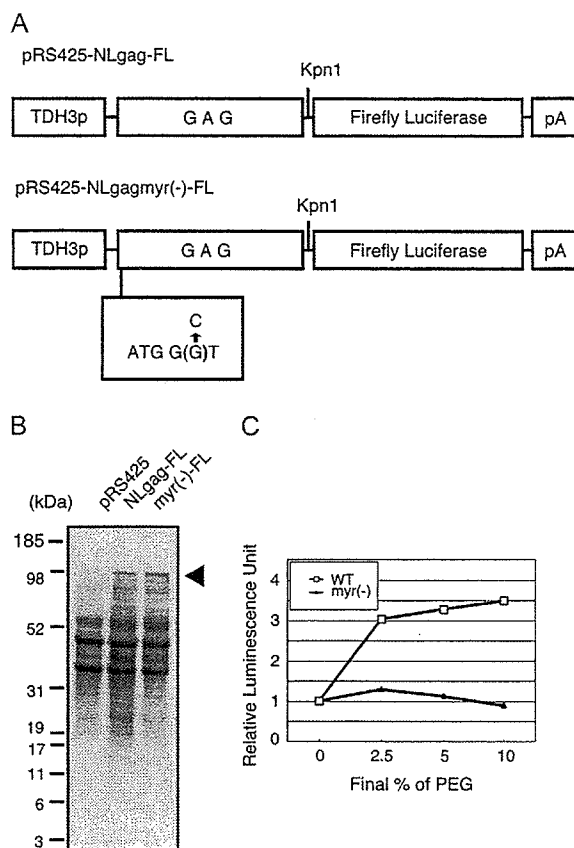 A
pRS425-NLgag-FL
Kpn1
TDH3p
G A G
Firefly Luciferase
pA
pRS425-NLgagmyr(-)-FL
Kpn1
TDH3p
G A G
Firefly Luciferase
pA
C
ATG G(G)T
B
(kDa)
pRS425
NLgag-FL
myr(-)-FL
185
98
52
31
19
17
11
6
3
C
Relative Luminescence Unit
4
3
2
1
0
WT
myr(-)
0
2.5
5
10
Final % of PEG